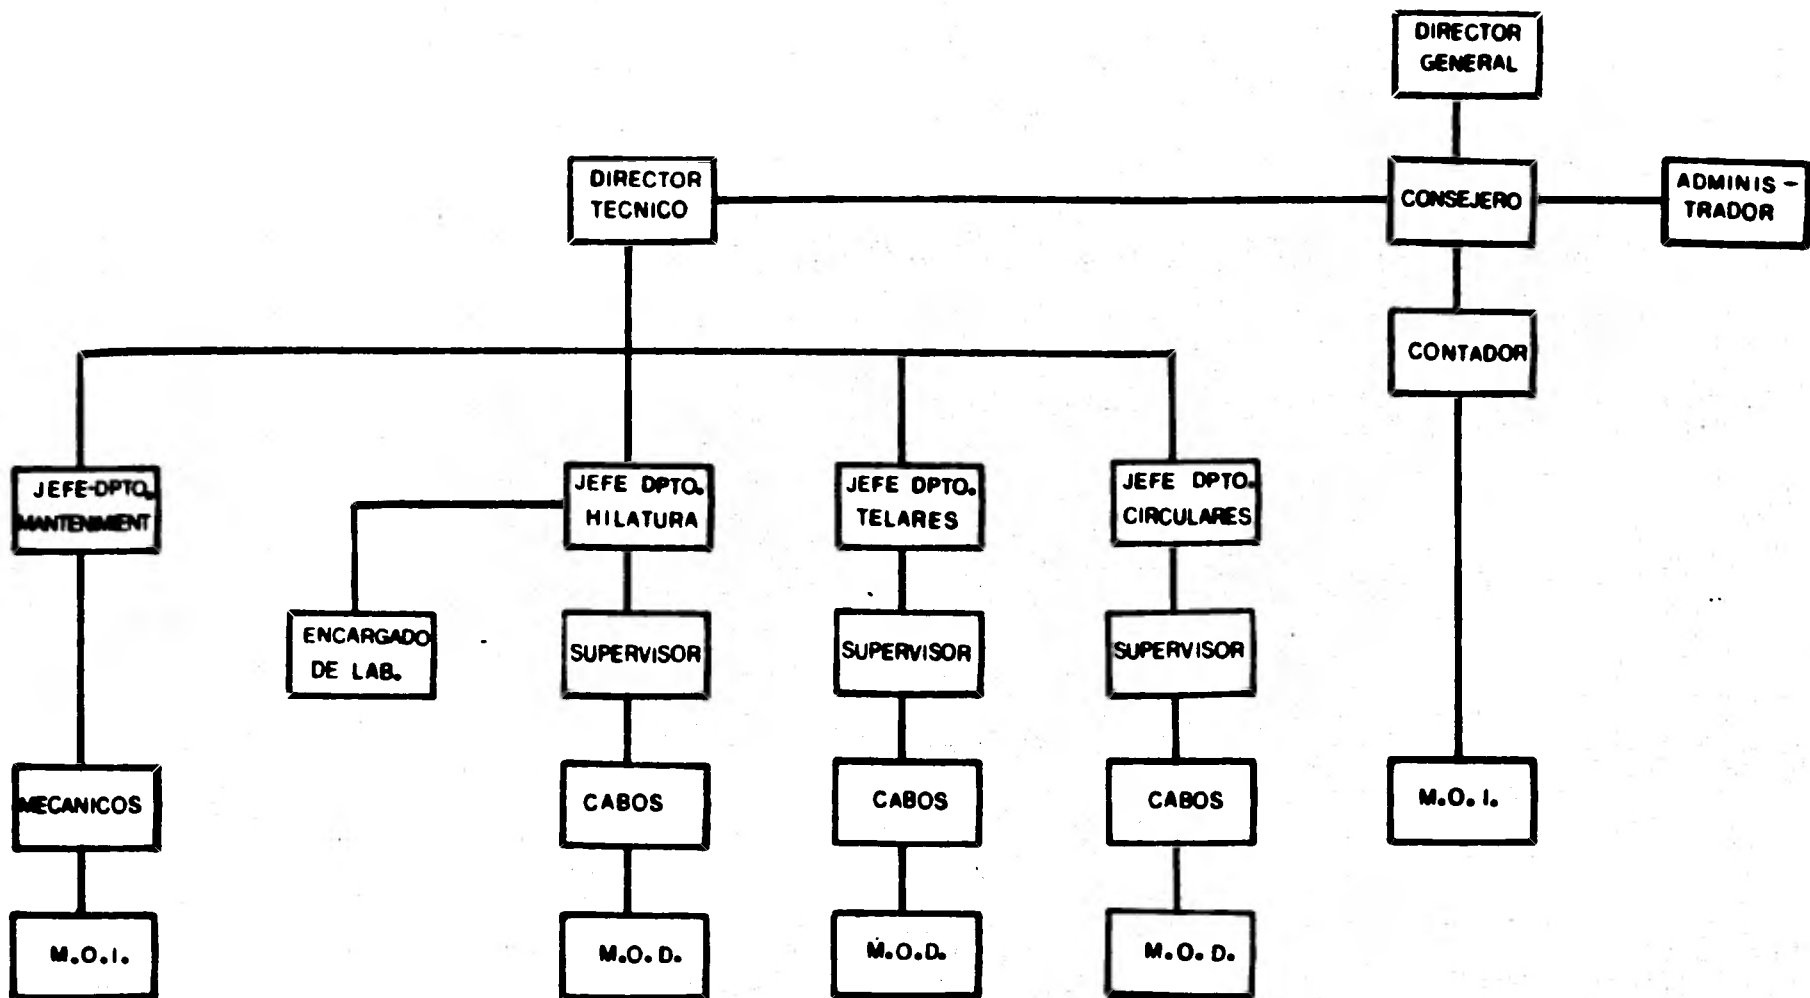 DIRECTOR
GENERAL
DIRECTOR
TECNICO
CONSEJERO
ADMINIS -
TRADOR
CONTADOR
JEFE-DPTO.
MANTENIMIENT
JEFE DPTO.
HILATURA
JEFE DPTO.
TELARES
JEFE DPTO.
CIRCULARES
ENCARGADO
DE LAB.
SUPERVISOR
SUPERVISOR
SUPERVISOR
MECANICOS
CABOS
CABOS
CABOS
M.O.I.
M.O.I.
M.O.D.
M.O.D.
M.O.D.